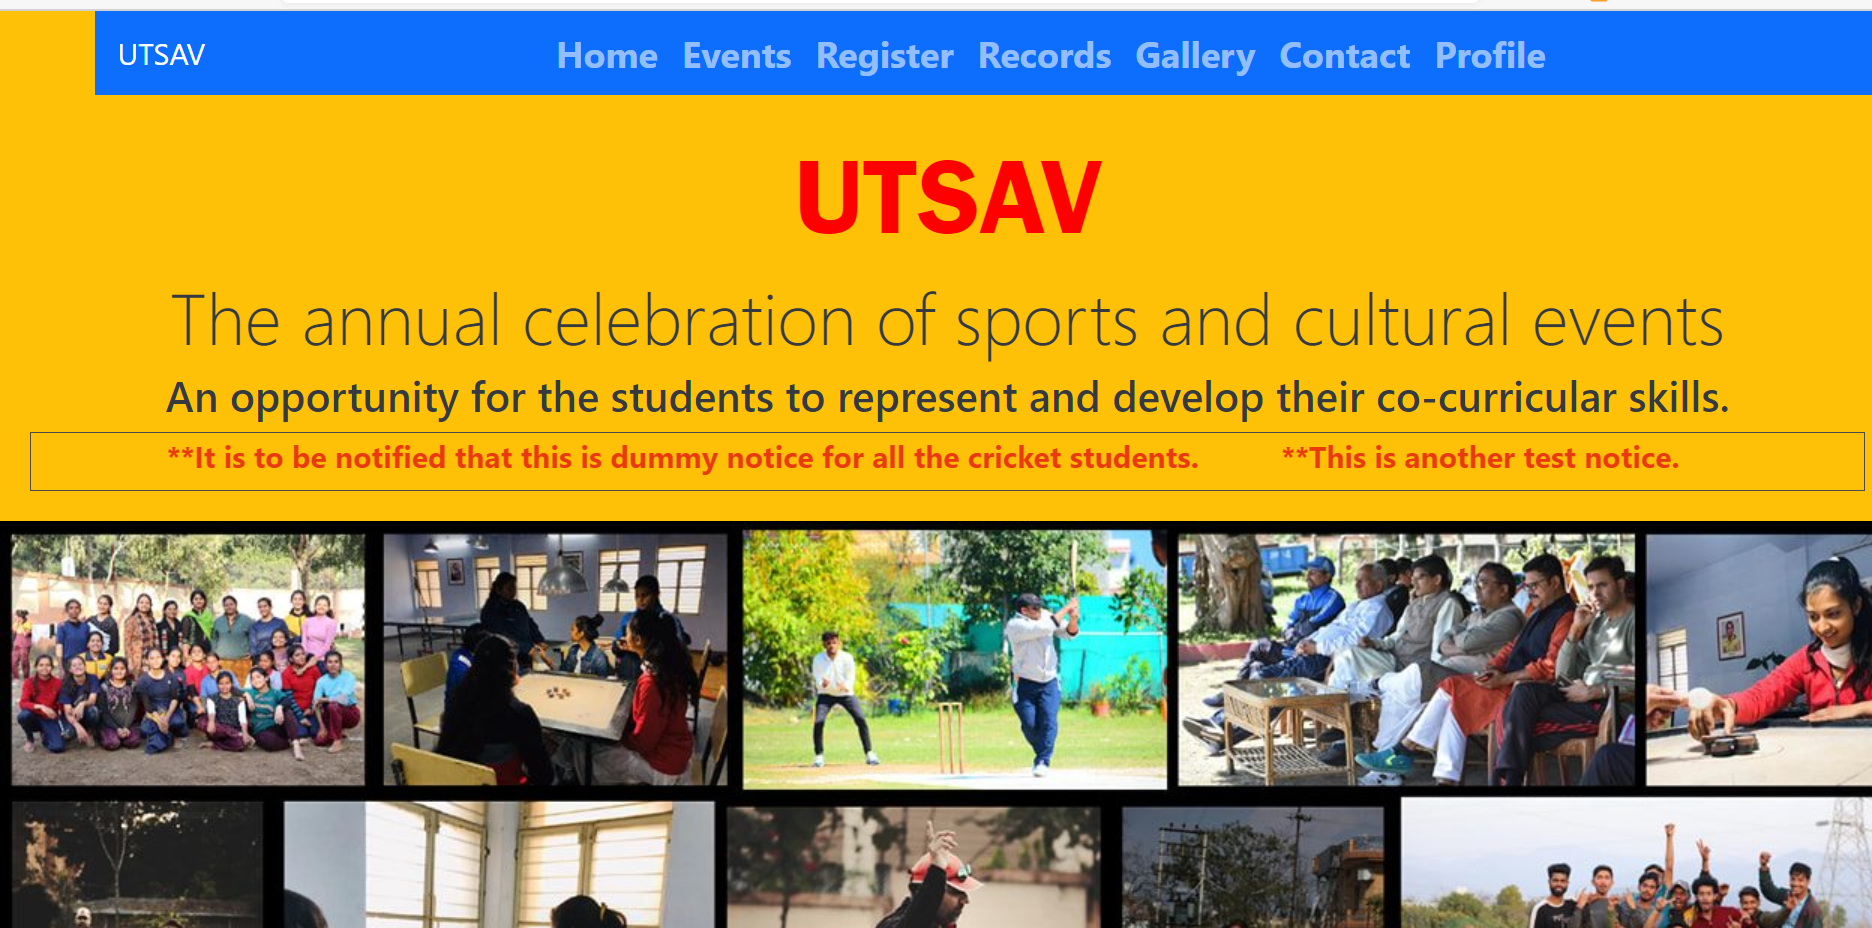 UTSAV Home Events Register Records Gallery Contact Profile
UTSAV
The annual celebration of sports and cultural events
An opportunity for the students to represent and develop their co-curricular skills.
**It is to be notified that this is dummy notice for all the cricket students. **This is another test notice.